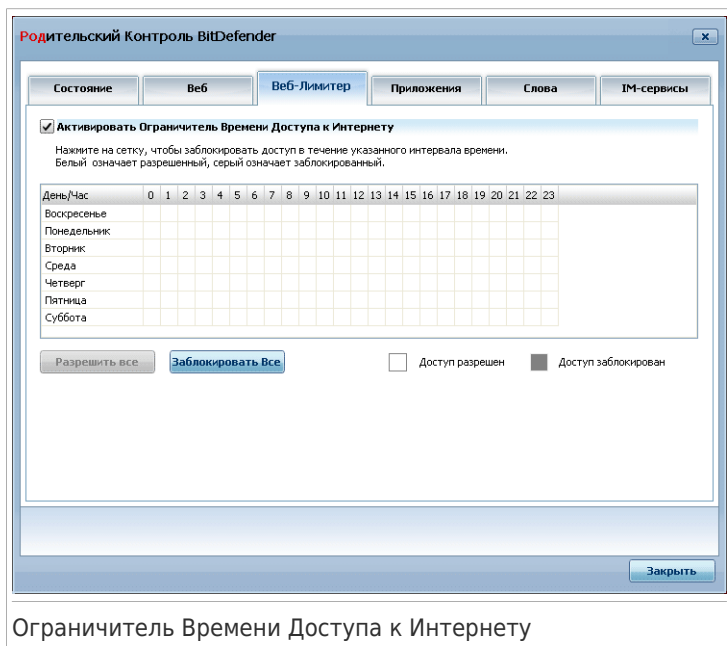 Родительский Контроль BitDefender
Состояние Веб Веб-Лимитер Приложения Слова IM-сервисы
Активировать Ограничитель Времени Доступа к Интернету
Нажмите на сетку, чтобы заблокировать доступ в течение указанного интервала времени.
Белый означает разрешенный, серый означает заблокированный.
День/Час 0 1 2 3 4 5 6 7 8 9 10 11 12 13 14 15 16 17 18 19 20 21 22 23
Воскресенье
Понедельник
Вторник
Среда
Четверг
Пятница
Суббота
Разрешить все Заблокировать Все Доступ разрешен Доступ заблокирован
Закрыть
Ограничитель Времени Доступа к Интернету